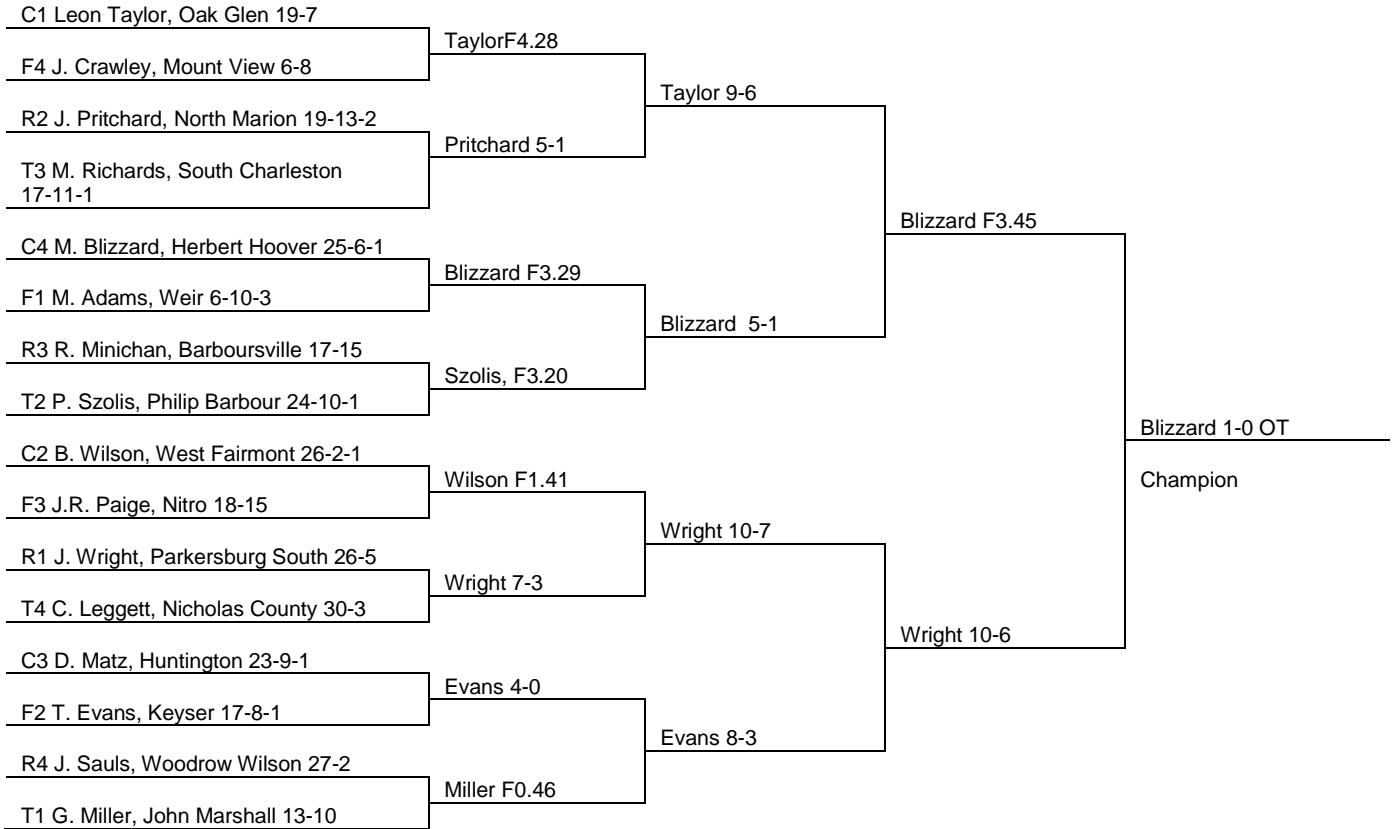 C1 Leon Taylor, Oak Glen 19-7
TaylorF4.28
F4 J. Crawley, Mount View 6-8
Taylor 9-6
R2 J. Pritchard, North Marion 19-13-2
Pritchard 5-1
T3 M. Richards, South Charleston
17-11-1
Blizzard F3.45
C4 M. Blizzard, Herbert Hoover 25-6-1
Blizzard F3.29
F1 M. Adams, Weir 6-10-3
Blizzard  5-1
R3 R. Minichan, Barboursville 17-15
Szolis, F3.20
T2 P. Szolis, Philip Barbour 24-10-1
Blizzard 1-0 OT
C2 B. Wilson, West Fairmont 26-2-1
Wilson F1.41
Champion
F3 J.R. Paige, Nitro 18-15
Wright 10-7
R1 J. Wright, Parkersburg South 26-5
Wright 7-3
T4 C. Leggett, Nicholas County 30-3
Wright 10-6
C3 D. Matz, Huntington 23-9-1
Evans 4-0
F2 T. Evans, Keyser 17-8-1
Evans 8-3
R4 J. Sauls, Woodrow Wilson 27-2
Miller F0.46
T1 G. Miller, John Marshall 13-10